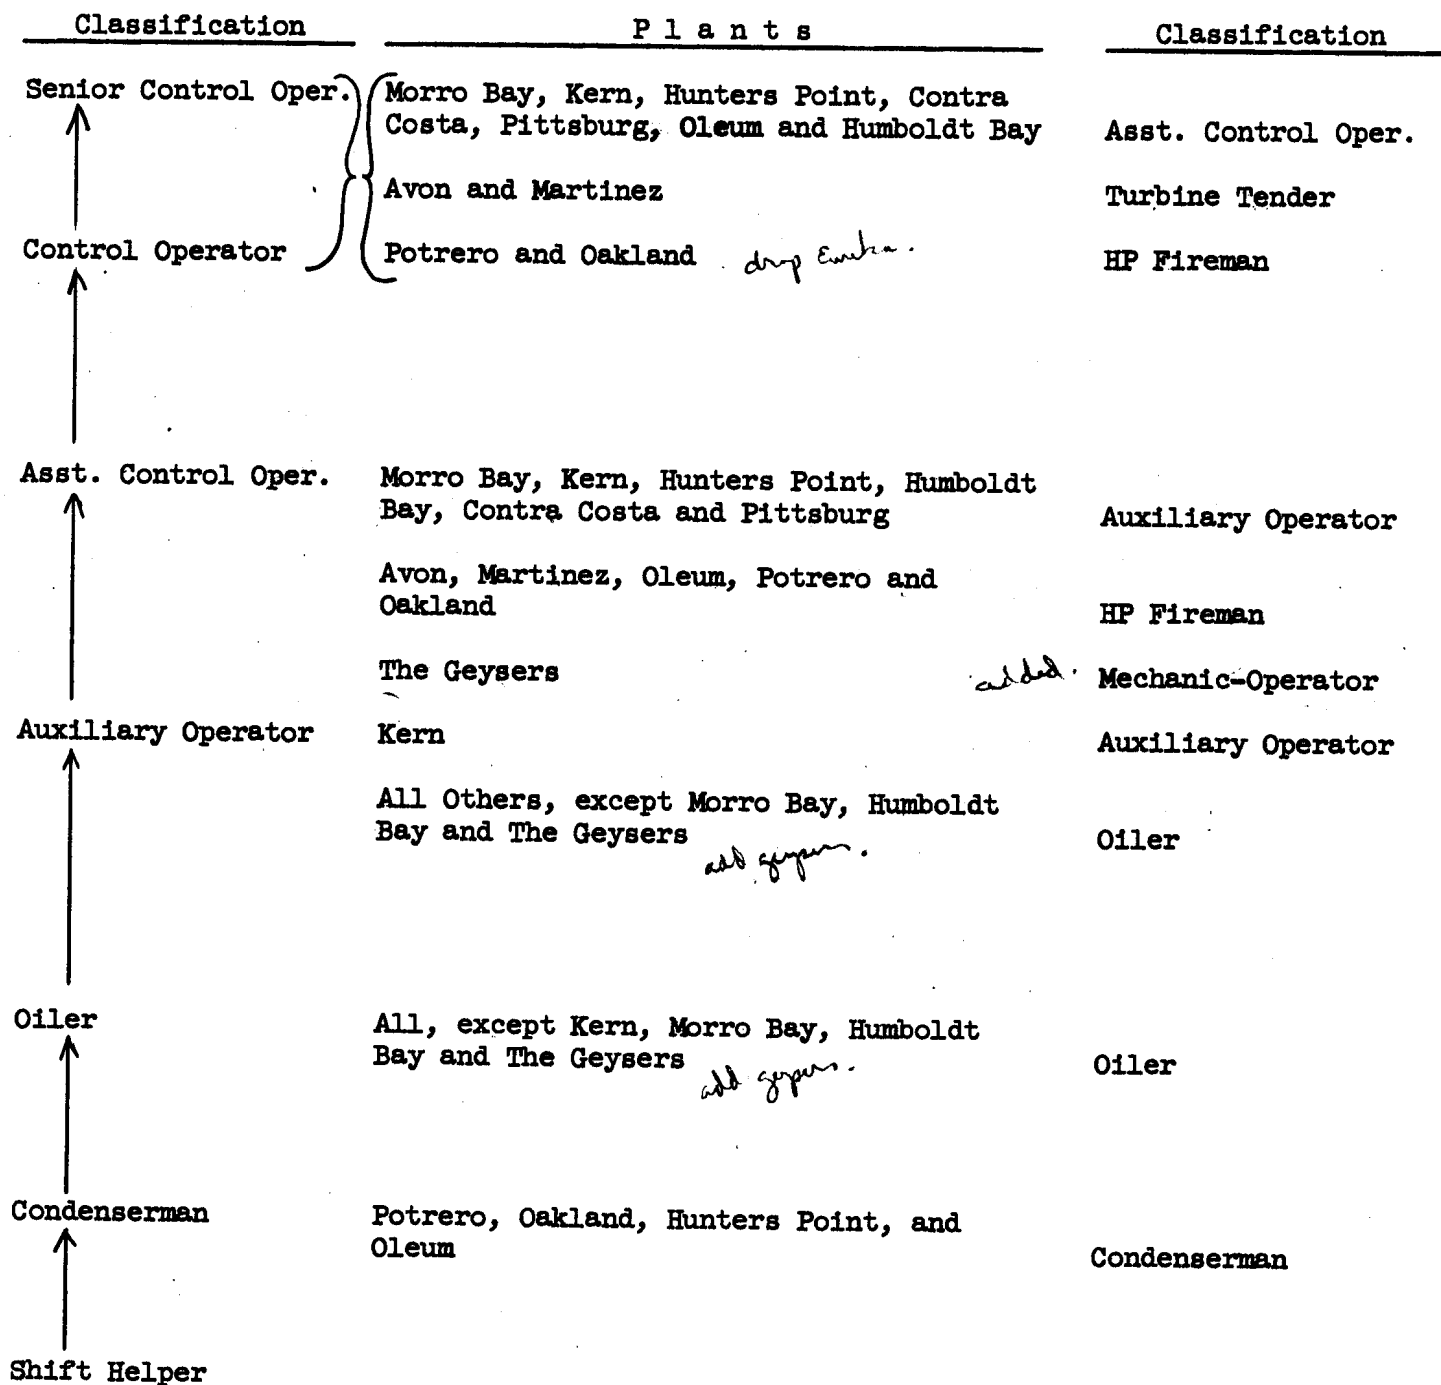 Classification Plants Classification
Senior Control Oper. Morro Bay, Kern, Hunters Point, Contra
Costa, Pittsburg, Oleum and Humboldt Bay Asst. Control Oper.
Avon and Martinez Turbine Tender
Control Operator Potrero and Oakland drop Eureka. HP Fireman
Asst. Control Oper. Morro Bay, Kern, Hunters Point, Humboldt
Bay, Contra Costa and Pittsburg Auxiliary Operator
Avon, Martinez, Oleum, Potrero and
Oakland HP Fireman
The Geysers added. Mechanic-Operator
Auxiliary Operator Kern Auxiliary Operator
All Others, except Morro Bay, Humboldt
Bay and The Geysers Oiler
add geysers.
Oiler All, except Kern, Morro Bay, Humboldt
Bay and The Geysers Oiler
add geysers.
Condenserman Potrero, Oakland, Hunters Point, and
Oleum Condenserman
Shift Helper